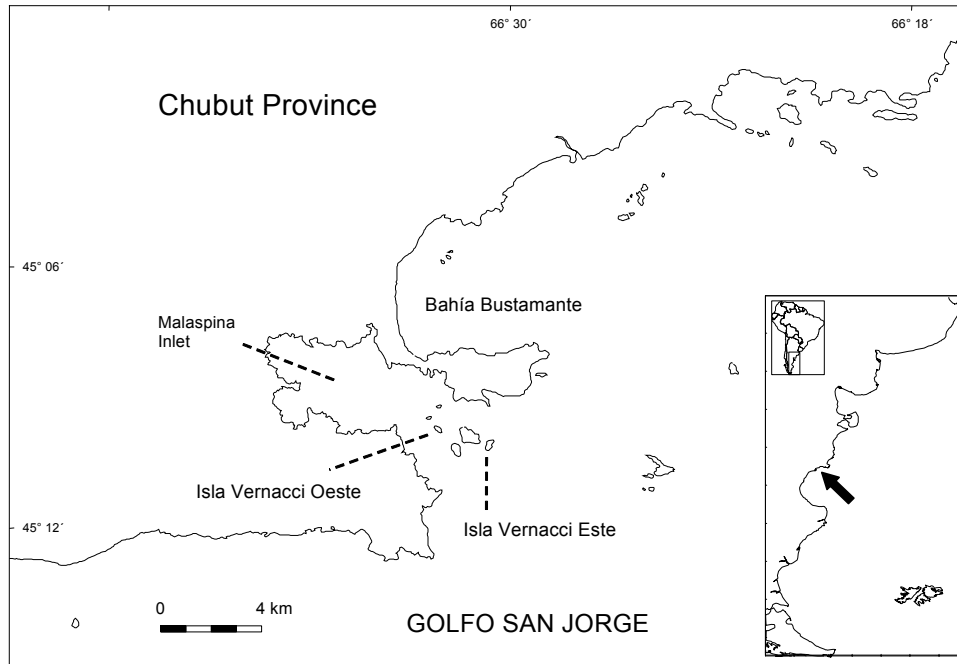 66° 30´
66° 18´
Chubut Province
45° 06´
Bahía Bustamante
Malaspina
Inlet
Isla Vernacci Oeste
Isla Vernacci Este
45° 12´
0
4 km
GOLFO SAN JORGE